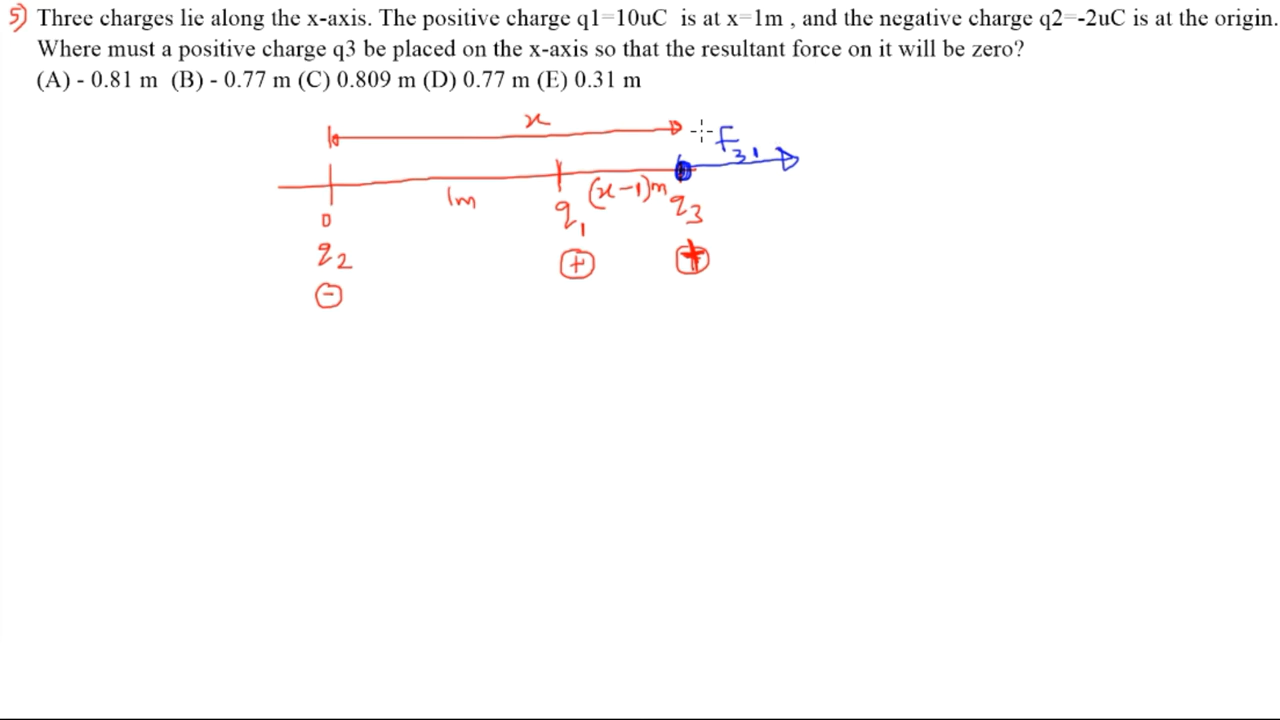 5) Three charges lie along the x-axis. The positive charge q1=10uC is at x=1m , and the negative charge q2=-2uC is at the origin.
Where must a positive charge q3 be placed on the x-axis so that the resultant force on it will be zero?
(A) - 0.81 m (B) - 0.77 m (C) 0.809 m (D) 0.77 m (E) 0.31 m
x
F31
1m
(x-1)m
0
q1
q3
q2
+
+
-